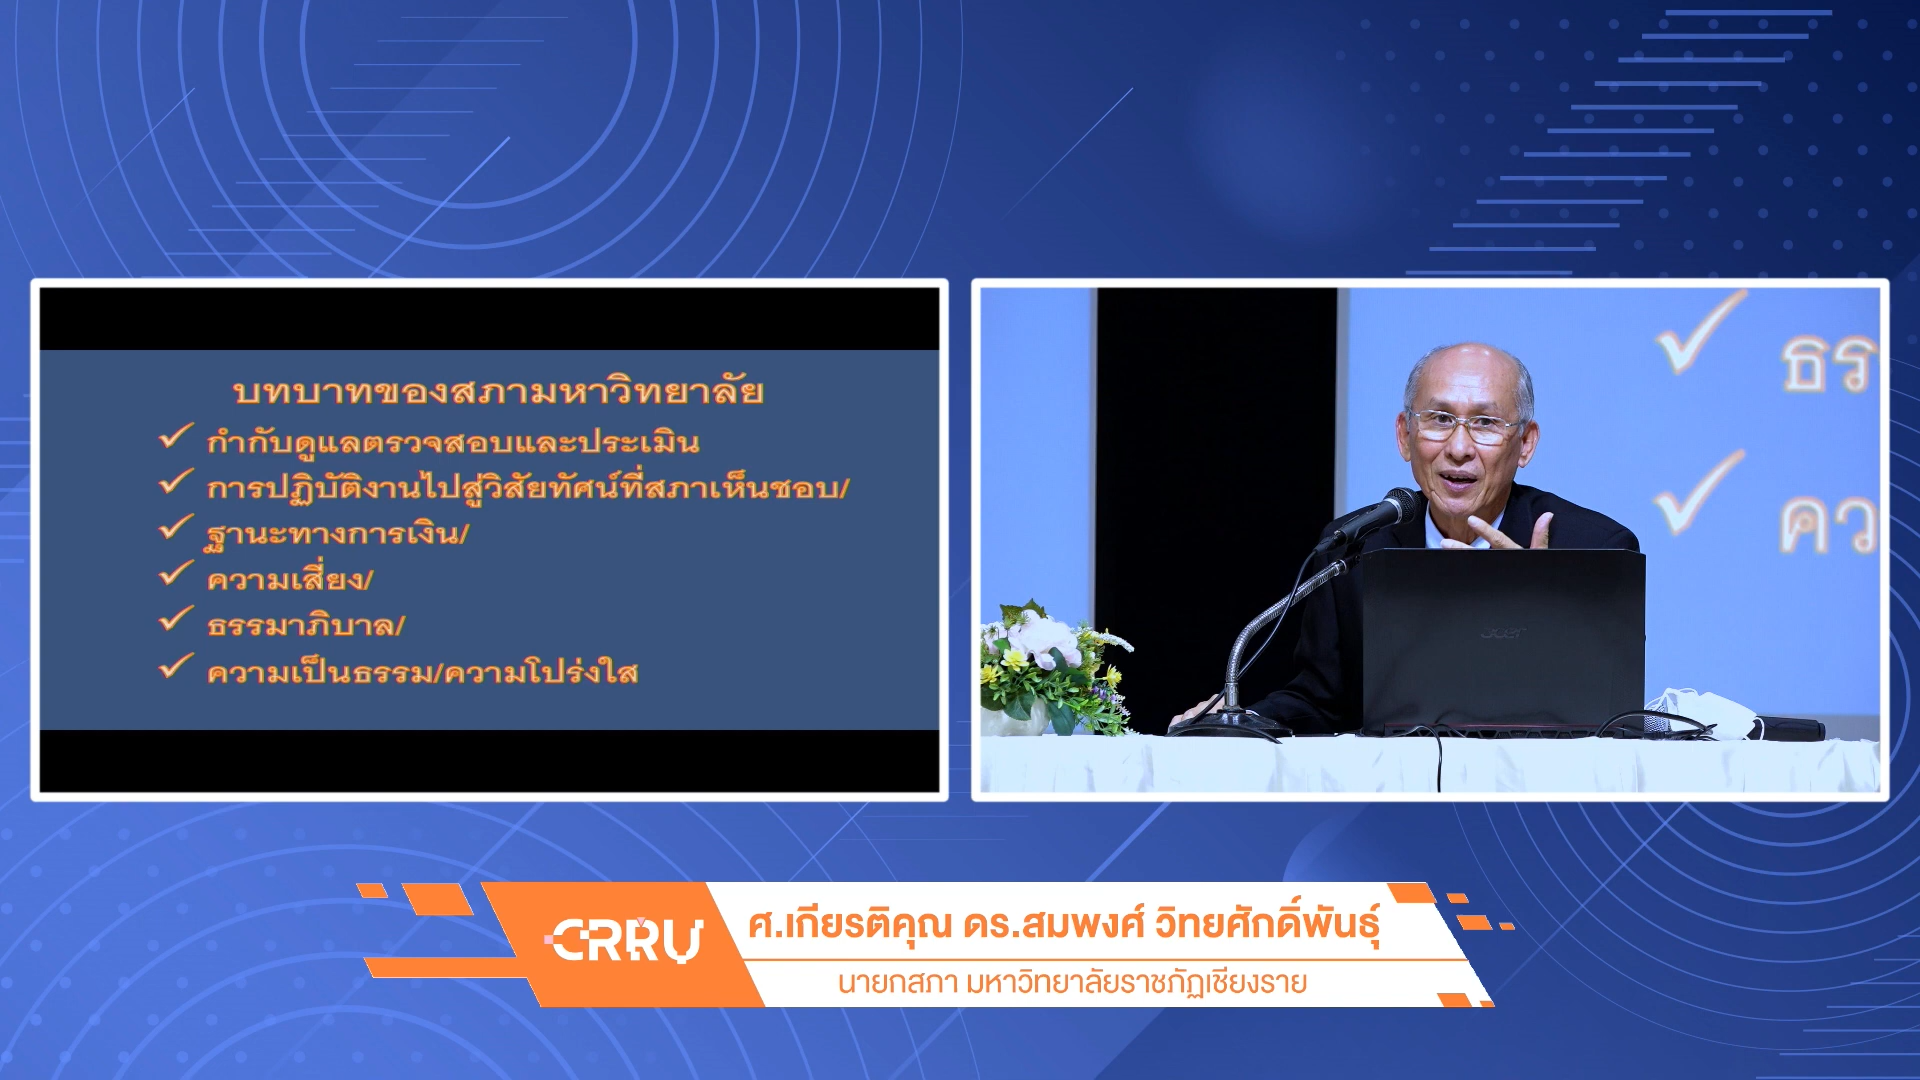 บทบาทของสภามหาวิทยาลัย
✓ กำกับดูแลตรวจสอบและประเมิน
✓ การปฏิบัติงานไปสู่วิสัยทัศน์ที่สภาเห็นชอบ/
✓ ฐานะทางการเงิน/
✓ ความเสี่ยง/
✓ ธรรมาภิบาล/
✓ ความเป็นธรรม/ความโปร่งใส
✓ ธร
✓ คว
acer
CRRU
ศ.เกียรติคุณ ดร.สมพงศ์ วิทยศักดิ์พันธุ์
นายกสภา มหาวิทยาลัยราชภัฏเชียงราย